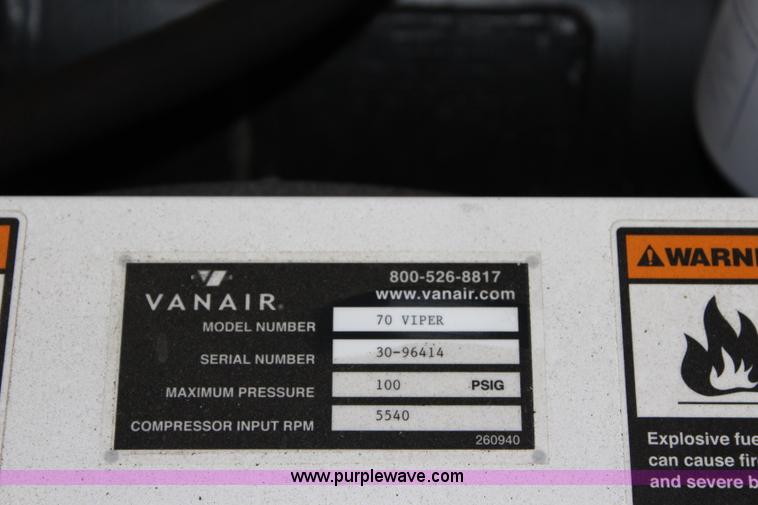 VANAIR®
800-526-8817
www.vanair.com
MODEL NUMBER 70 VIPER
SERIAL NUMBER 30-96414
MAXIMUM PRESSURE 100 PSIG
COMPRESSOR INPUT RPM 5540
260940
WARNI
Explosive fue
can cause fir
and severe b
www.purplewave.com